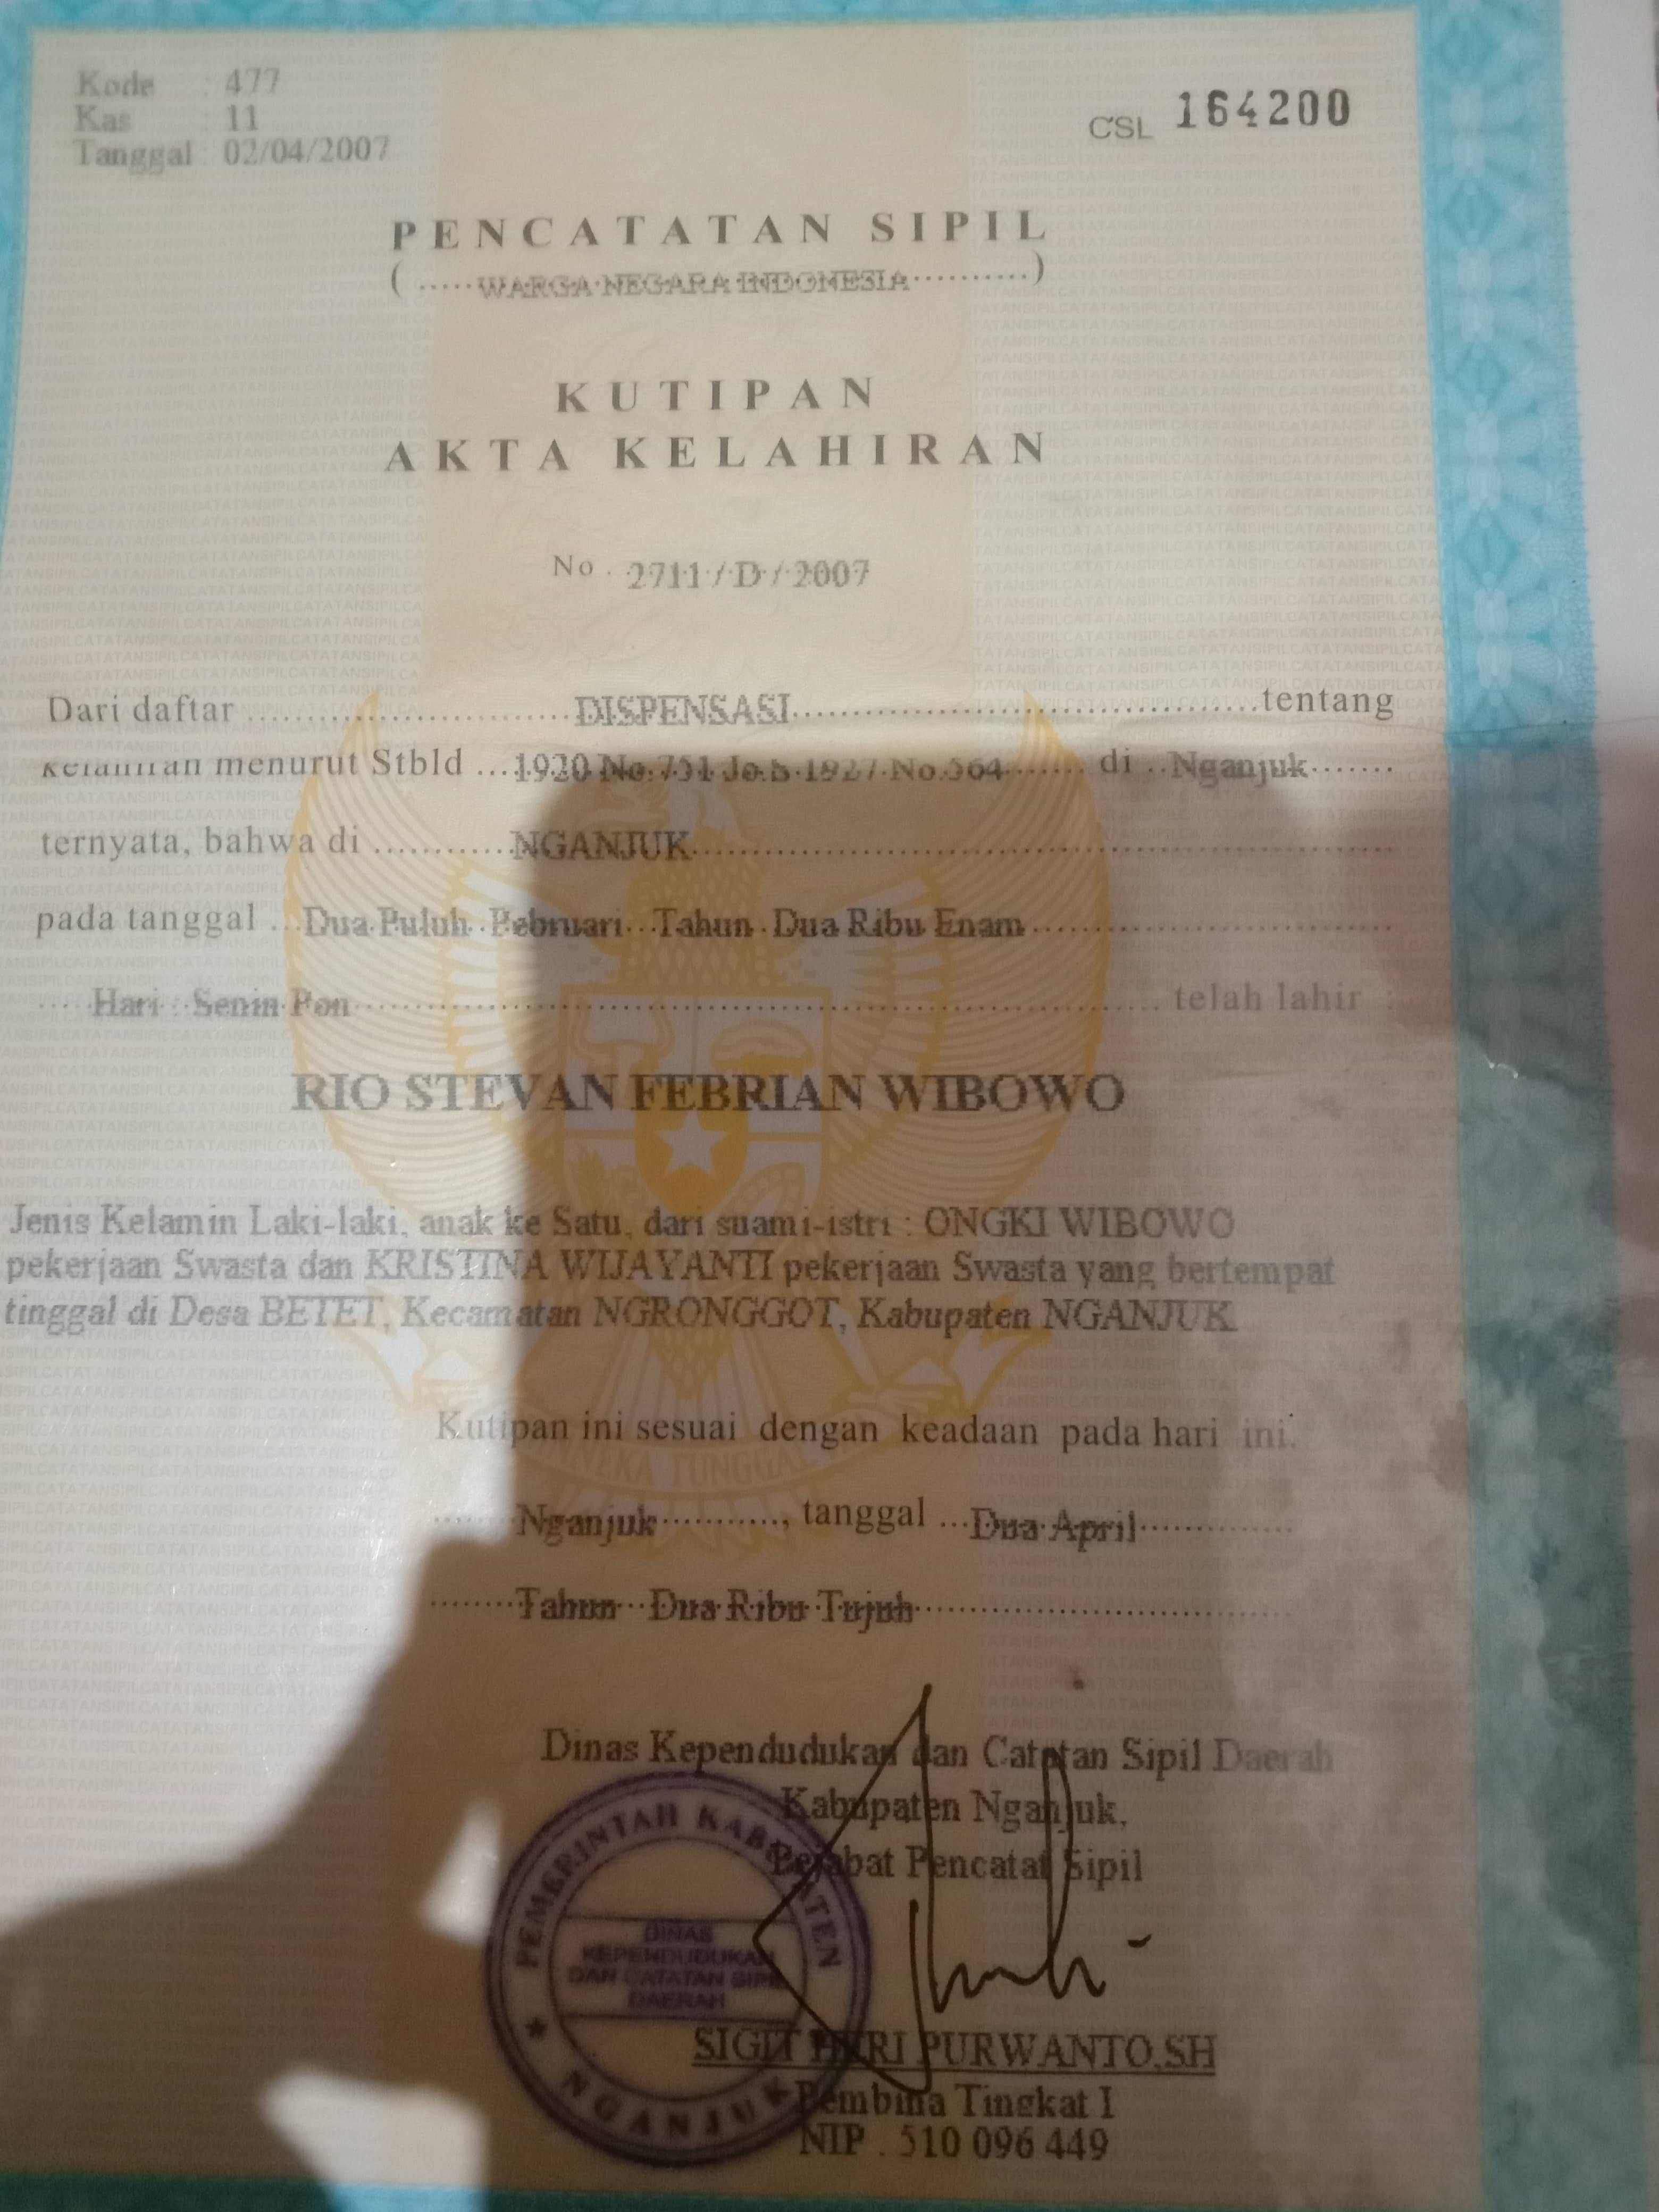 Kode : 477
Kas : 11
Tanggal : 02/04/2007
CSL 164200
PENCATATAN SIPIL
( ..... WARGA NEGARA INDONESIA .......... )
KUTIPAN
AKTA KELAHIRAN
No . 2711 / D / 2007
Dari daftar ........ DISPENSASI ........ tentang
kelahiran menurut Stbld ... 1920 No. 751 Jo.S 1927 No.564 ...... di .. Nganjuk .......
ternyata, bahwa di ........... NGANJUK ...........
pada tanggal ... Dua Puluh Pebruari Tahun Dua Ribu Enam ...........
.... Hari : Senin Pon ........... telah lahir :
RIO STEVAN FEBRIAN WIBOWO
Jenis Kelamin Laki-laki, anak ke Satu, dari suami-istri : ONGKI WIBOWO
pekerjaan Swasta dan KRISTINA WIJAYANTI pekerjaan Swasta yang bertempat
tinggal di Desa BETET, Kecamatan NGRONGGOT, Kabupaten NGANJUK
Kutipan ini sesuai dengan keadaan pada hari ini.
........ Nganjuk ..........., tanggal ... Dua April ...........
........ Tahun Dua Ribu Tujuh ...........
Dinas Kependudukan dan Catatan Sipil Daerah
Kabupaten Nganjuk,
Pejabat Pencatat Sipil
PEMERINTAH KABUPATEN
DINAS
KEPENDUDUKAN
DAN CATATAN SIPIL
DAERAH
NGANJUK
SIGIT HERI PURWANTO,SH
Pembina Tingkat I
NIP . 510 096 449